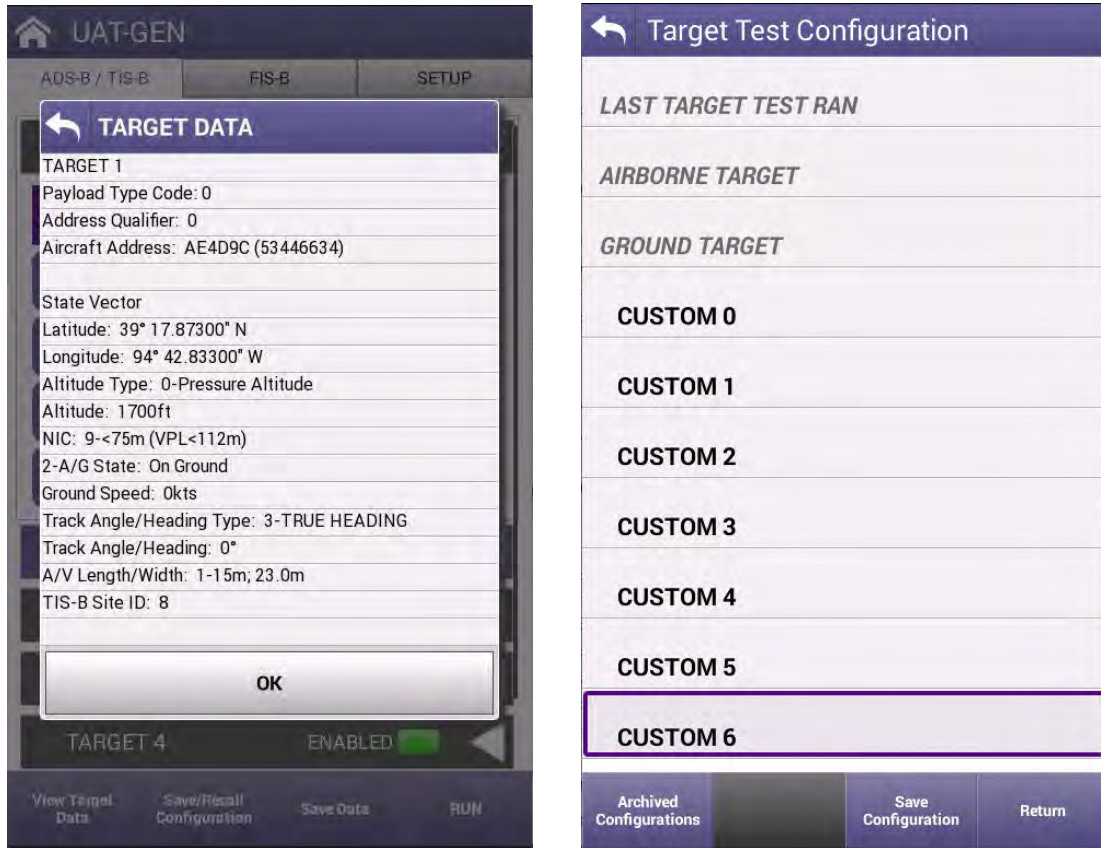 UAT-GEN
ADS-B / TIS-B FIS-B SETUP
TARGET DATA
TARGET 1
Payload Type Code: 0
Address Qualifier: 0
Aircraft Address: AE4D9C (53446634)
State Vector
Latitude: 39° 17.87300" N
Longitude: 94° 42.83300" W
Altitude Type: 0-Pressure Altitude
Altitude: 1700ft
NIC: 9-<75m (VPL<112m)
2-A/G State: On Ground
Ground Speed: 0kts
Track Angle/Heading Type: 3-TRUE HEADING
Track Angle/Heading: 0°
A/V Length/Width: 1-15m; 23.0m
TIS-B Site ID: 8
OK
TARGET 4 ENABLED
View Target
Data
Save/Recall
Configuration
Save Data
RUN
Target Test Configuration
LAST TARGET TEST RAN
AIRBORNE TARGET
GROUND TARGET
CUSTOM 0
CUSTOM 1
CUSTOM 2
CUSTOM 3
CUSTOM 4
CUSTOM 5
CUSTOM 6
Archived
Configurations
Save
Configuration
Return